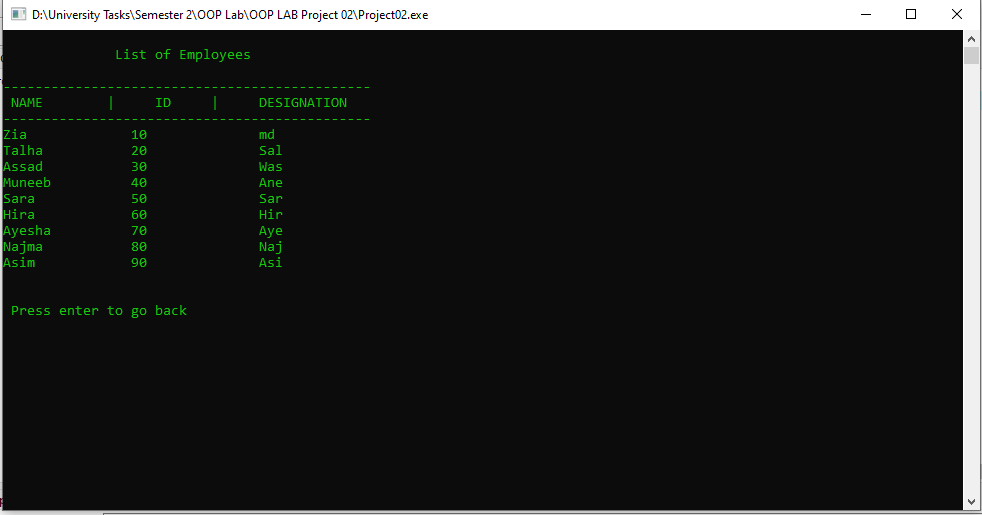 D:\University Tasks\Semester 2\OOP Lab\OOP LAB Project 02\Project02.exe
List of Employees
----------------------------------------------
NAME        |     ID     |     DESIGNATION
----------------------------------------------
Zia             10              md
Talha           20              Sal
Assad           30              Was
Muneeb          40              Ane
Sara            50              Sar
Hira            60              Hir
Ayesha          70              Aye
Najma           80              Naj
Asim            90              Asi
Press enter to go back